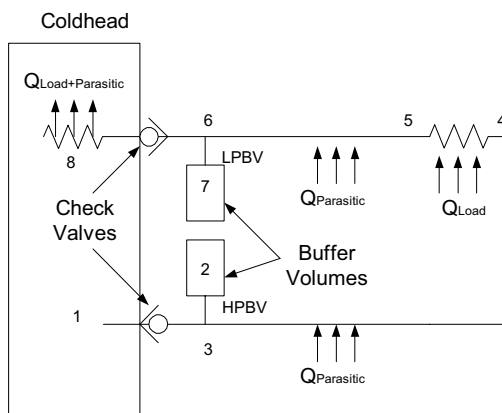 Coldhead
QLoad+Parasitic
8
6
5
4
LPBV
7
QParasitic
QLoad
Check
Valves
Buffer
Volumes
2
HPBV
1
3
QParasitic